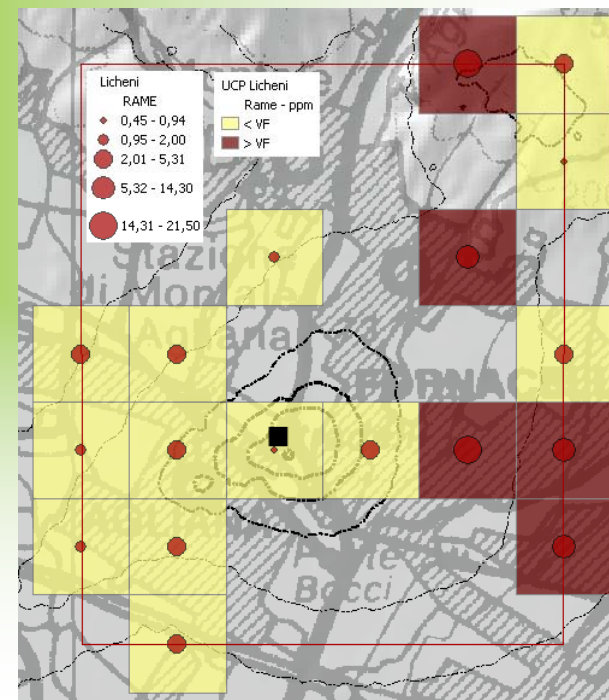 Licheni
RAME
0,45 - 0,94
0,95 - 2,00
2,01 - 5,31
5,32 - 14,30
14,31 - 21,50
UCP Licheni
Rame - ppm
< VF
> VF
Stazione
di Montale
Agliana
Ponte
Bocci